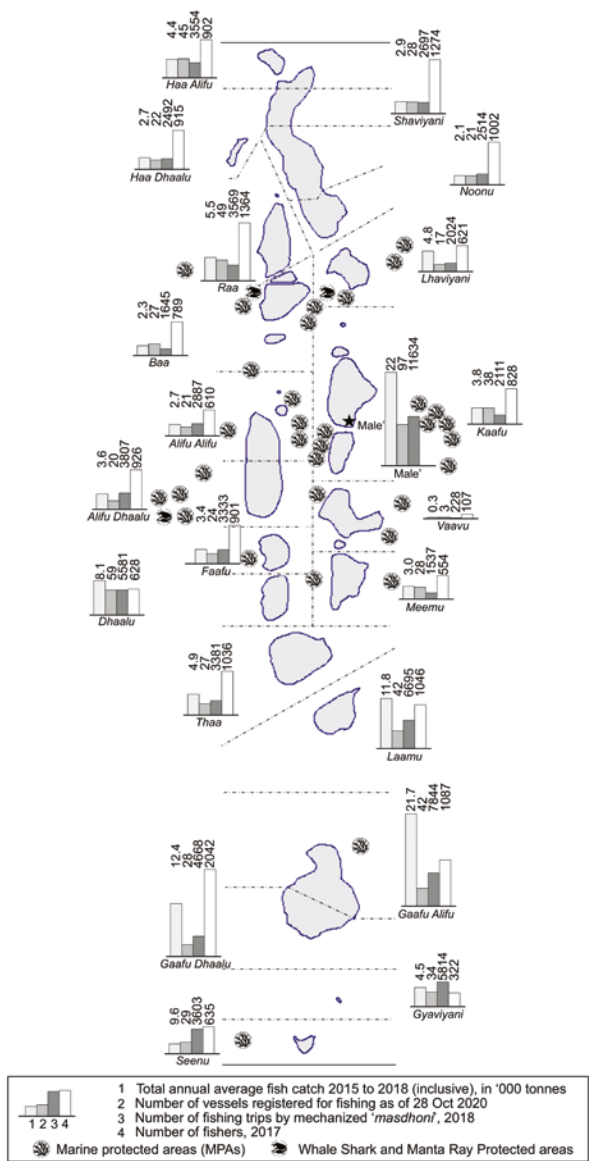 4.4
45
3554
902
Haa Alifu
2.9
28
2697
1274
Shaviyani
2.7
22
2492
915
Haa Dhaalu
2.1
21
2514
1002
Noonu
5.5
49
3569
1364
Raa
4.8
17
2024
621
Lhaviyani
2.3
27
1645
789
Baa
22
97
11634
Male'
Male'
3.8
38
2111
828
Kaafu
2.7
21
2887
610
Alifu Alifu
3.6
20
3807
926
Alifu Dhaalu
0.3
3
228
107
Vaavu
3.4
24
3333
901
Faafu
8.1
59
5581
628
Dhaalu
3.0
28
1537
554
Meemu
4.9
27
3381
1036
Thaa
11.8
42
6695
1046
Laamu
21.7
42
7844
1087
Gaafu Alifu
12.4
28
4668
2042
Gaafu Dhaalu
4.5
34
5814
322
Gyaviyani
9.6
29
3603
635
Seenu
1 2 3 4
1 Total annual average fish catch 2015 to 2018 (inclusive), in '000 tonnes
2 Number of vessels registered for fishing as of 28 Oct 2020
3 Number of fishing trips by mechanized 'masdhoni', 2018
4 Number of fishers, 2017
Marine protected areas (MPAs)
Whale Shark and Manta Ray Protected areas